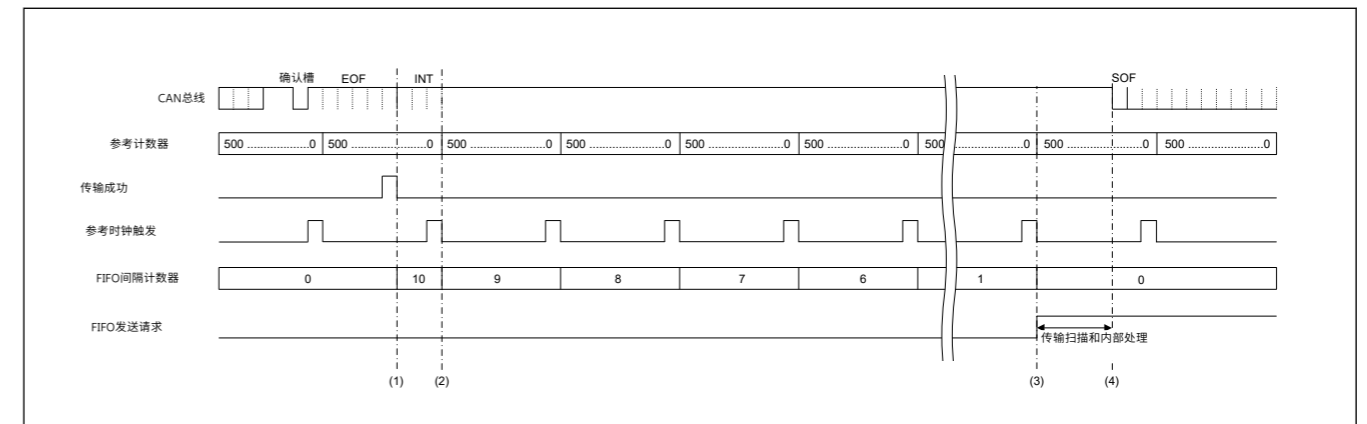 确认槽 EOF INT SOF
CAN总线
参考计数器 500 ......................0 500 ......................0 500 ......................0 500 ......................0 500 ......................0 500 ......................0 500 ......................0 500 ......................0 500 ......................0
传输成功
参考时钟触发
FIFO间隔计数器 0 10 9 8 7 6 1 0
FIFO发送请求
传输扫描和内部处理
(1) (2) (3) (4)